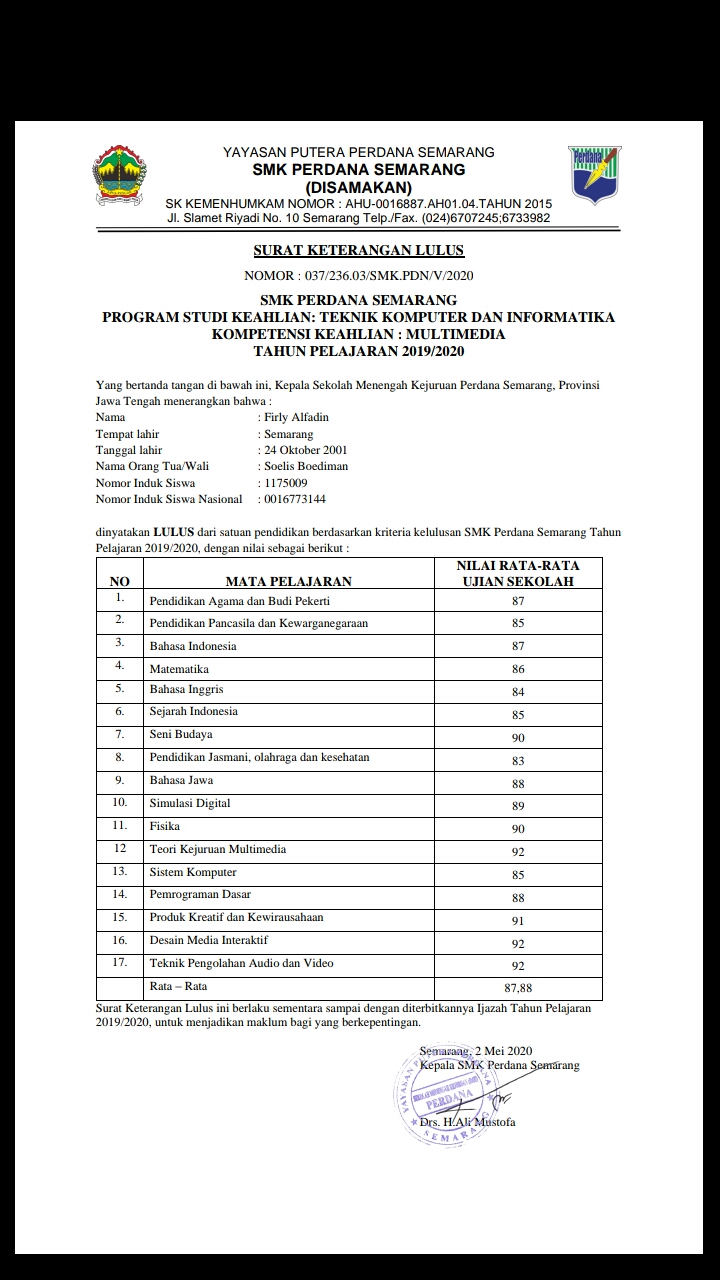 YAYASAN PUTERA PERDANA SEMARANG
SMK PERDANA SEMARANG
(DISAMAKAN)
SK KEMENHUMKAM NOMOR : AHU-0016887.AH01.04.TAHUN 2015
Jl. Slamet Riyadi No. 10 Semarang Telp./Fax. (024)6707245;6733982
Perdana
SURAT KETERANGAN LULUS
NOMOR : 037/236.03/SMK.PDN/V/2020
SMK PERDANA SEMARANG
PROGRAM STUDI KEAHLIAN: TEKNIK KOMPUTER DAN INFORMATIKA
KOMPETENSI KEAHLIAN : MULTIMEDIA
TAHUN PELAJARAN 2019/2020
Yang bertanda tangan di bawah ini, Kepala Sekolah Menengah Kejuruan Perdana Semarang, Provinsi
Jawa Tengah menerangkan bahwa :
Nama : Firly Alfadin
Tempat lahir : Semarang
Tanggal lahir : 24 Oktober 2001
Nama Orang Tua/Wali : Soelis Boediman
Nomor Induk Siswa : 1175009
Nomor Induk Siswa Nasional : 0016773144
dinyatakan LULUS dari satuan pendidikan berdasarkan kriteria kelulusan SMK Perdana Semarang Tahun
Pelajaran 2019/2020, dengan nilai sebagai berikut :
NO MATA PELAJARAN NILAI RATA-RATA UJIAN SEKOLAH
1. Pendidikan Agama dan Budi Pekerti 87
2. Pendidikan Pancasila dan Kewarganegaraan 85
3. Bahasa Indonesia 87
4. Matematika 86
5. Bahasa Inggris 84
6. Sejarah Indonesia 85
7. Seni Budaya 90
8. Pendidikan Jasmani, olahraga dan kesehatan 83
9. Bahasa Jawa 88
10. Simulasi Digital 89
11. Fisika 90
12 Teori Kejuruan Multimedia 92
13. Sistem Komputer 85
14. Pemrograman Dasar 88
15. Produk Kreatif dan Kewirausahaan 91
16. Desain Media Interaktif 92
17. Teknik Pengolahan Audio dan Video 92
Rata – Rata 87,88
Surat Keterangan Lulus ini berlaku sementara sampai dengan diterbitkannya Ijazah Tahun Pelajaran
2019/2020, untuk menjadikan maklum bagi yang berkepentingan.
Semarang, 2 Mei 2020
Kepala SMK Perdana Semarang
PERDANA
SEMARANG
Drs. H.Ali Mustofa